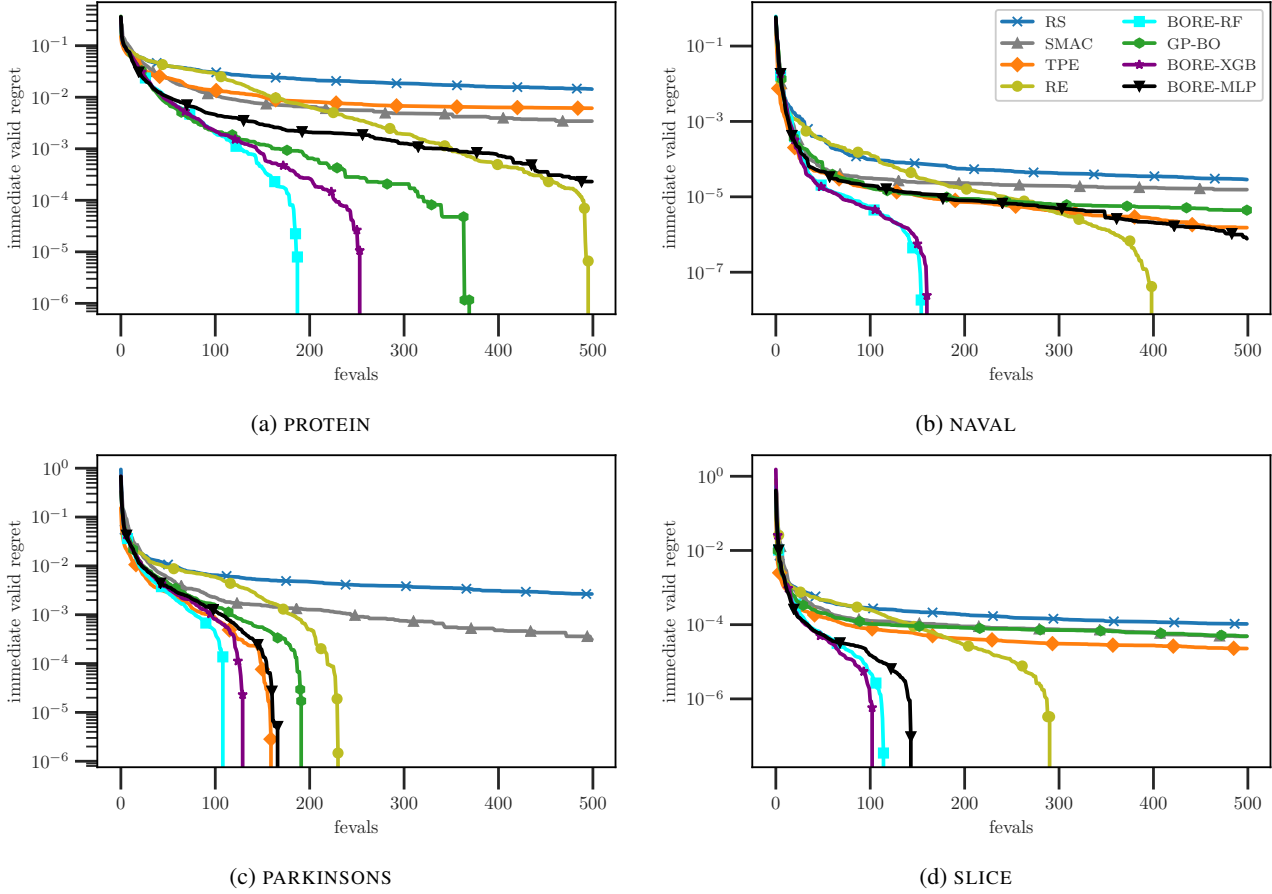 10⁻¹
10⁻²
10⁻³
10⁻⁴
10⁻⁵
10⁻⁶
immediate valid regret
0 100 200 300 400 500
fevals
(a) PROTEIN
10⁻¹
10⁻³
10⁻⁵
10⁻⁷
immediate valid regret
RS BORE-RF
SMAC GP-BO
TPE BORE-XGB
RE BORE-MLP
0 100 200 300 400 500
fevals
(b) NAVAL
10⁰
10⁻¹
10⁻²
10⁻³
10⁻⁴
10⁻⁵
10⁻⁶
immediate valid regret
0 100 200 300 400 500
fevals
(c) PARKINSONS
10⁰
10⁻²
10⁻⁴
10⁻⁶
immediate valid regret
0 100 200 300 400 500
fevals
(d) SLICE